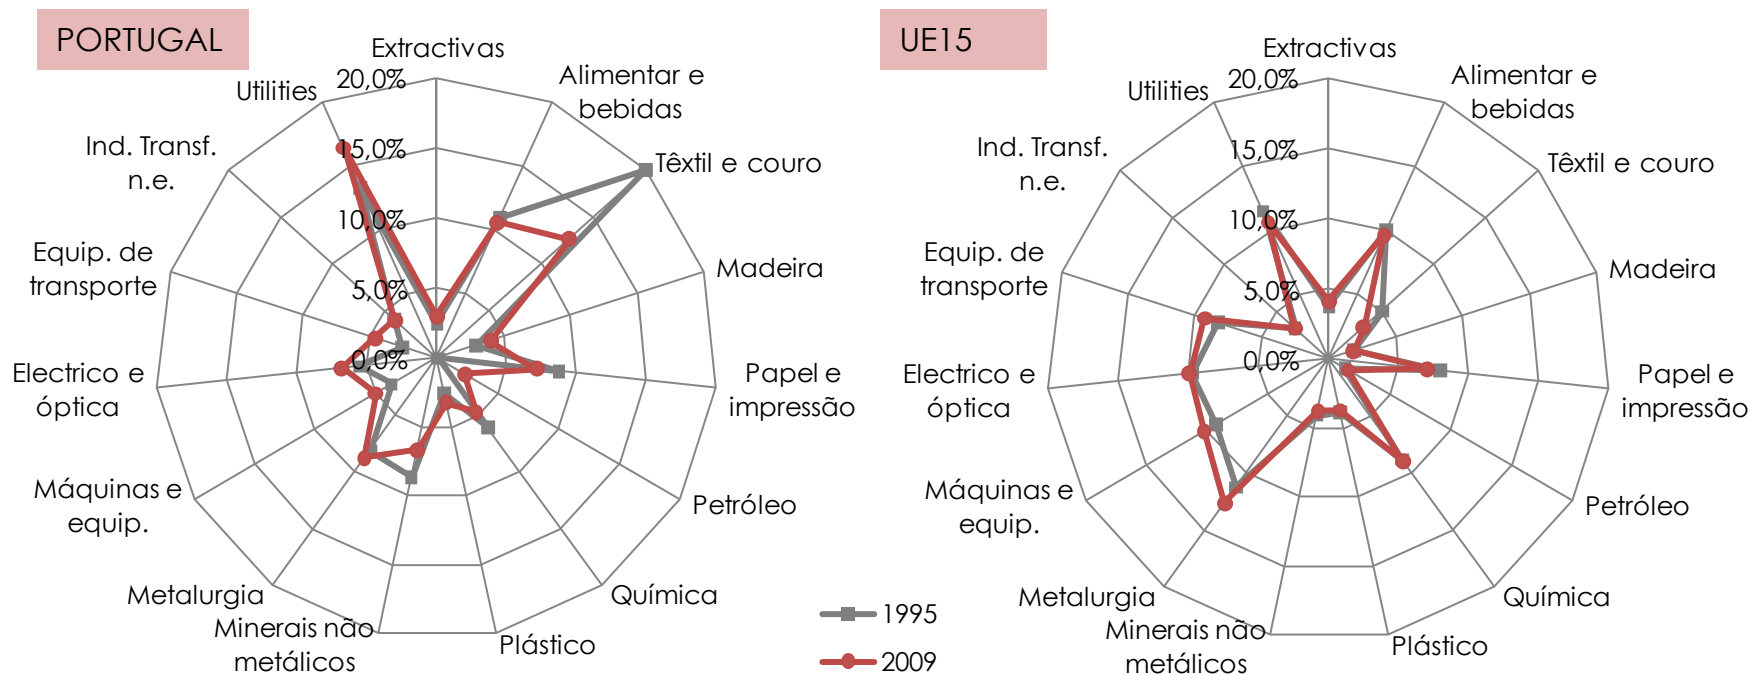 PORTUGAL
Extractivas
20,0%
Alimentar e
bebidas
Utilities
15,0%
Têxtil e couro
Ind. Transf.
n.e.
10,0%
Equip. de
transporte
5,0%
Madeira
0,0%
Electrico e
óptica
Papel e
impressão
Máquinas e
equip.
Petróleo
Metalurgia
Química
Minerais não
metálicos
Plástico
1995
2009
UE15
Extractivas
20,0%
Alimentar e
bebidas
Utilities
15,0%
Têxtil e couro
Ind. Transf.
n.e.
10,0%
Equip. de
transporte
5,0%
Madeira
0,0%
Electrico e
óptica
Papel e
impressão
Máquinas e
equip.
Petróleo
Metalurgia
Química
Minerais não
metálicos
Plástico